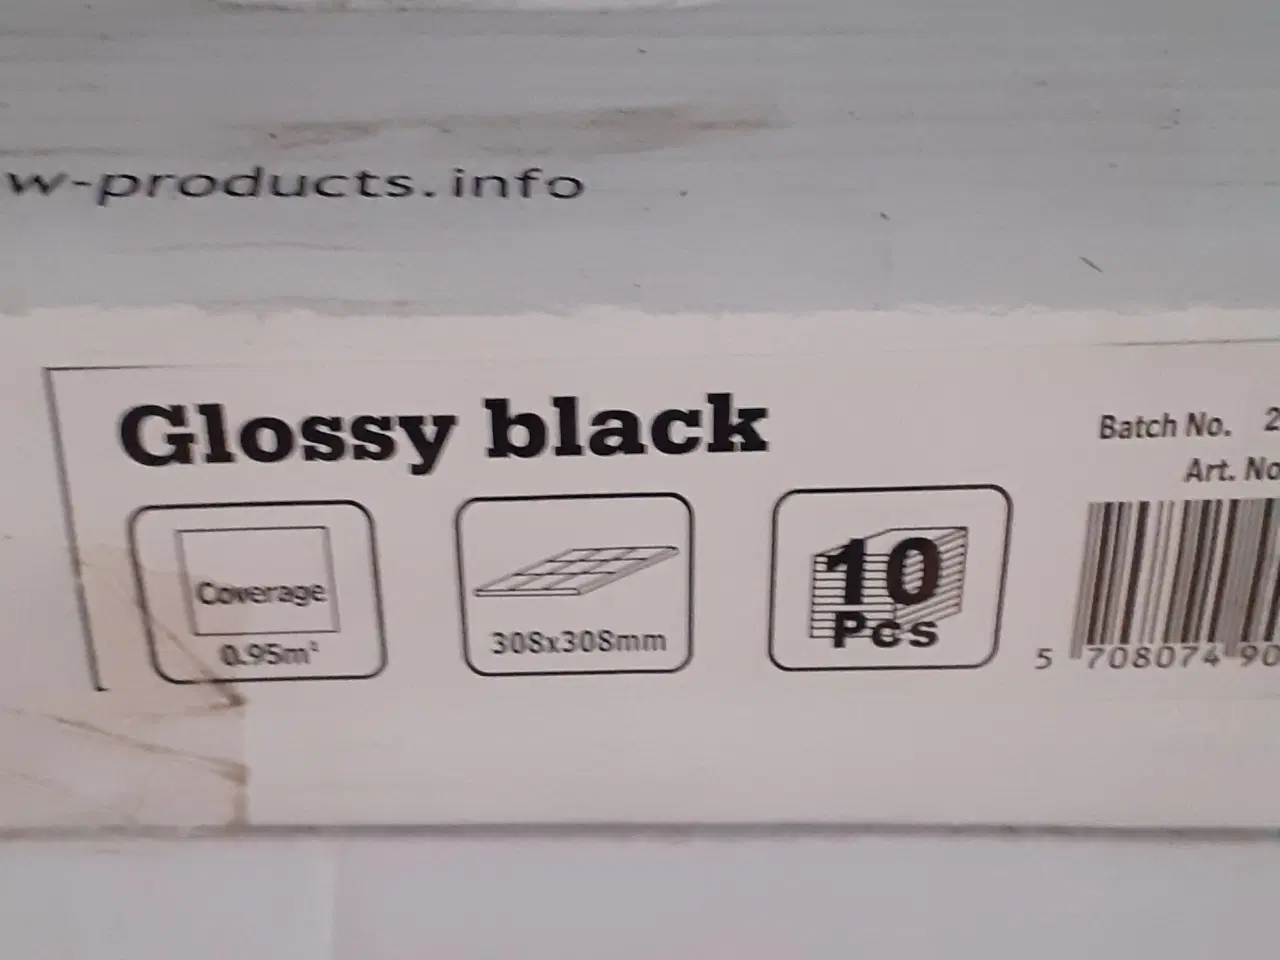 w-products.info
Glossy black
Batch No. 2
Art. No
Coverage
0.95m²
308x308mm
10
Pcs
5 708074 90